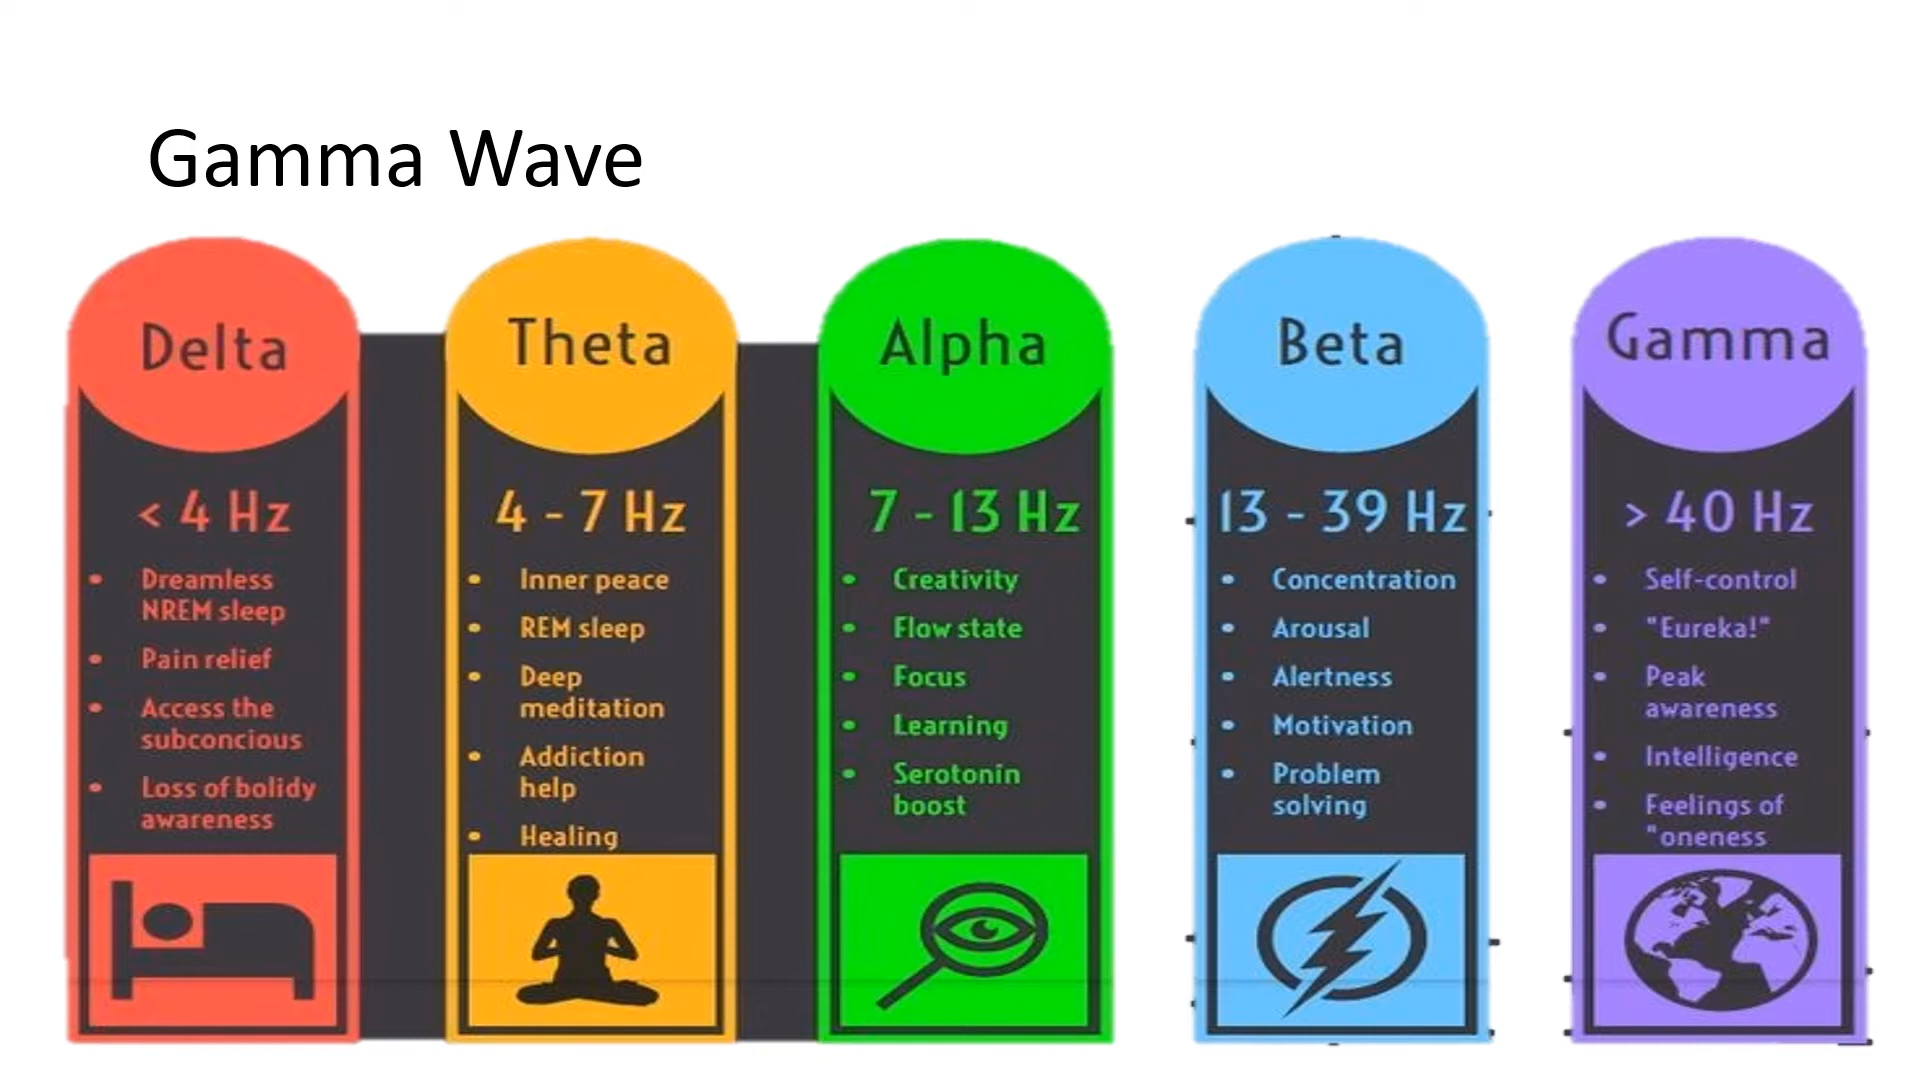 Gamma Wave
Delta
< 4 Hz
• Dreamless
NREM sleep
• Pain relief
• Access the
subconcious
• Loss of bolidy
awareness
Theta
4 - 7 Hz
• Inner peace
• REM sleep
• Deep
meditation
• Addiction
help
• Healing
Alpha
7 - 13 Hz
• Creativity
• Flow state
• Focus
• Learning
• Serotonin
boost
Beta
13 - 39 Hz
• Concentration
• Arousal
• Alertness
• Motivation
• Problem
solving
Gamma
> 40 Hz
• Self-control
• "Eureka!"
• Peak
awareness
• Intelligence
• Feelings of
"oneness